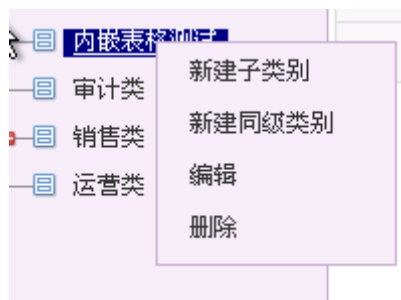 内嵌表格测试
审计类
销售类
运营类
新建子类别
新建同级类别
编辑
删除